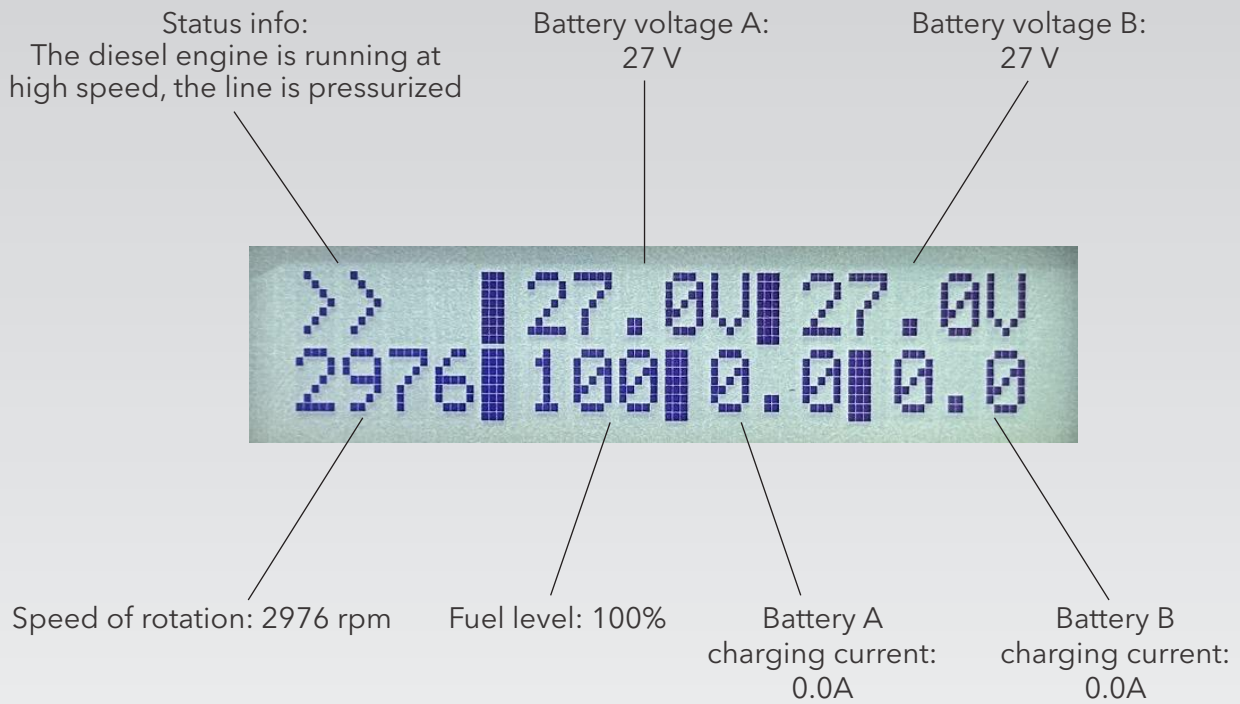 Status info:
The diesel engine is running at
high speed, the line is pressurized
Battery voltage A:
27 V
Battery voltage B:
27 V
>> 27.0V 27.0V
2976 100 0.0 0.0
Speed of rotation: 2976 rpm
Fuel level: 100%
Battery A
charging current:
0.0A
Battery B
charging current:
0.0A